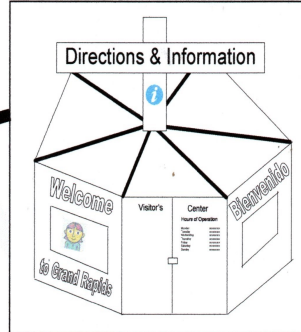 Directions & Information
i
Welcome
to Grand Rapids
Visitor's Center
Hours of Operation
Bienvenido